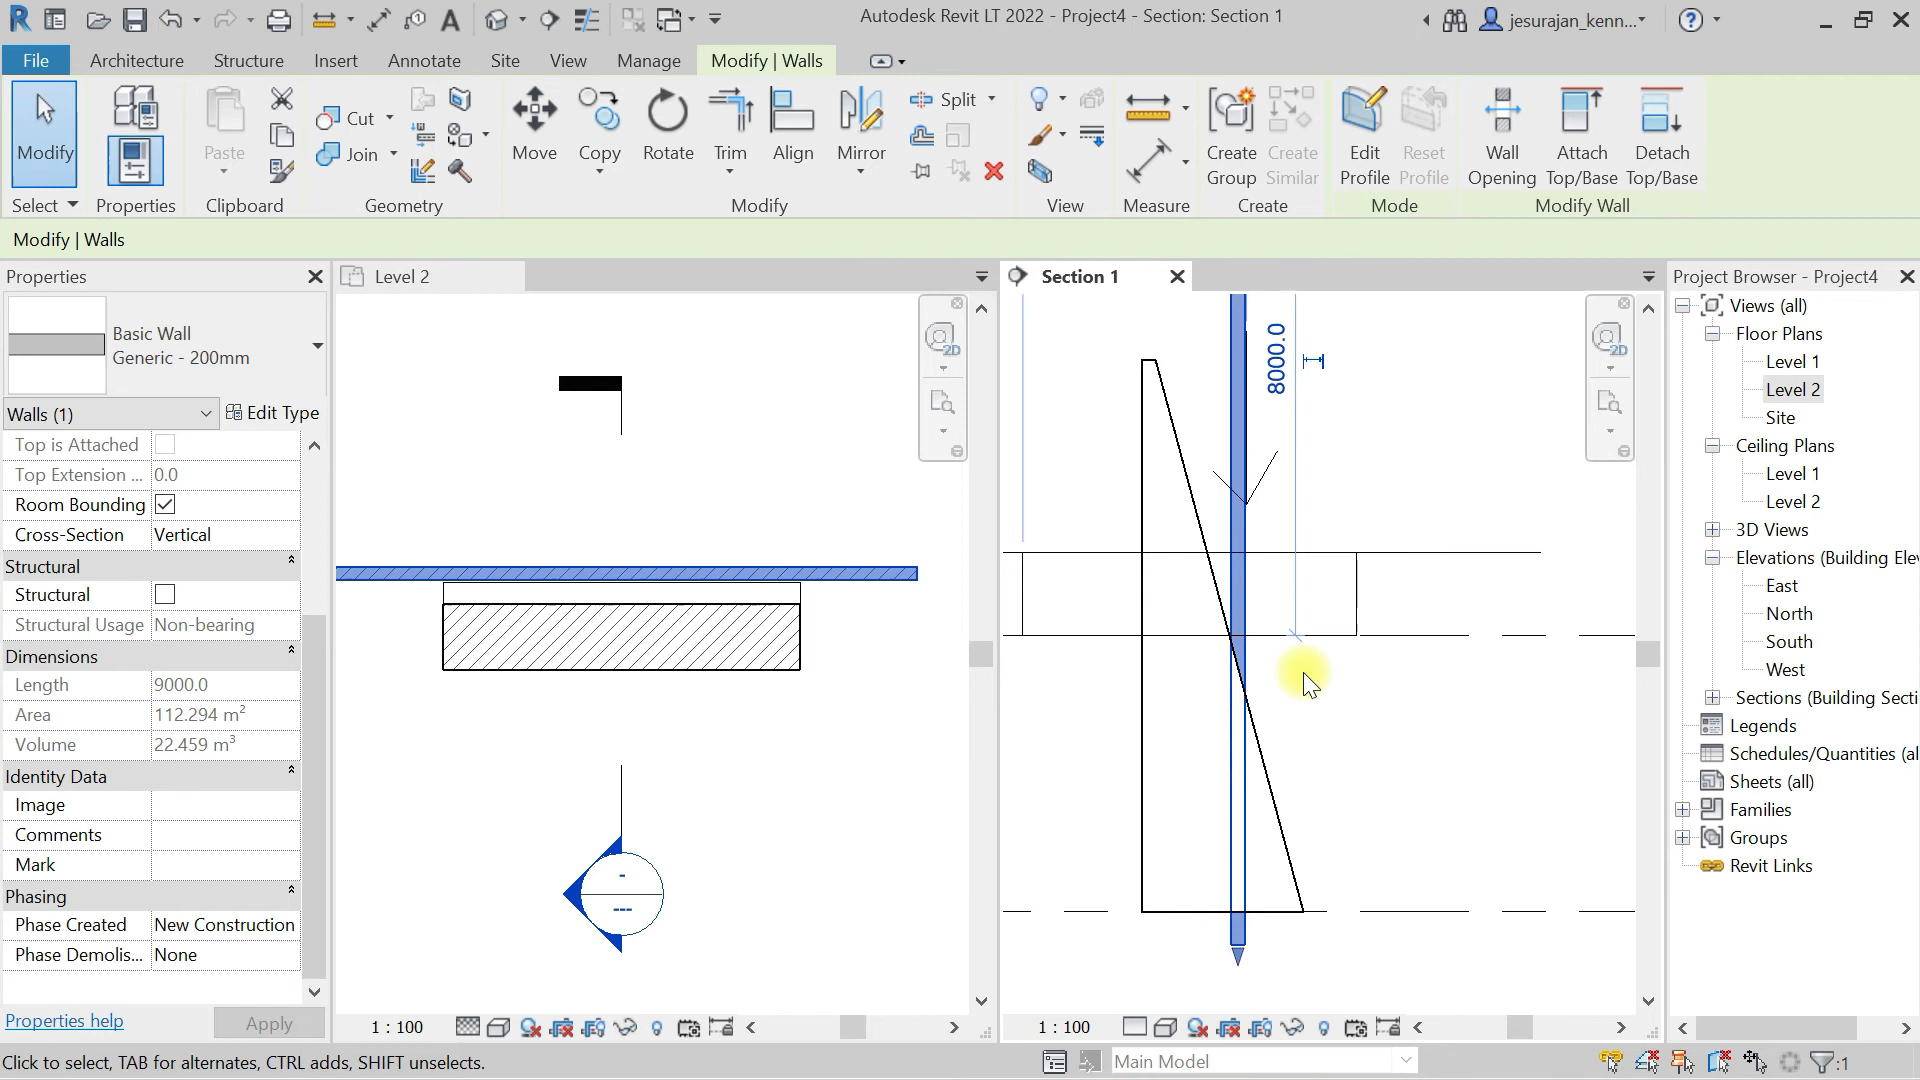 Autodesk Revit LT 2022 - Project4 - Section: Section 1
jesurajan_kenn...
File
Architecture
Structure
Insert
Annotate
Site
View
Manage
Modify | Walls
Modify
Paste
Cut
Join
Move
Copy
Rotate
Trim
Align
Mirror
Split
Create Group
Create Similar
Edit Profile
Reset Profile
Wall Opening
Attach Top/Base
Detach Top/Base
Select
Properties
Clipboard
Geometry
Modify
View
Measure
Create
Mode
Modify Wall
Modify | Walls
Properties
Basic Wall
Generic - 200mm
Walls (1)
Edit Type
Top is Attached
Top Extension ... 0.0
Room Bounding
Cross-Section Vertical
Structural
Structural
Structural Usage Non-bearing
Dimensions
Length 9000.0
Area 112.294 m²
Volume 22.459 m³
Identity Data
Image
Comments
Mark
Phasing
Phase Created New Construction
Phase Demolis... None
Properties help
Apply
Level 2
2D
-
---
1 : 100
Section 1
8000.0
2D
1 : 100
Project Browser - Project4
Views (all)
Floor Plans
Level 1
Level 2
Site
Ceiling Plans
Level 1
Level 2
3D Views
Elevations (Building Ele
East
North
South
West
Sections (Building Secti
Legends
Schedules/Quantities (al
Sheets (all)
Families
Groups
Revit Links
Click to select, TAB for alternates, CTRL adds, SHIFT unselects.
Main Model
:1